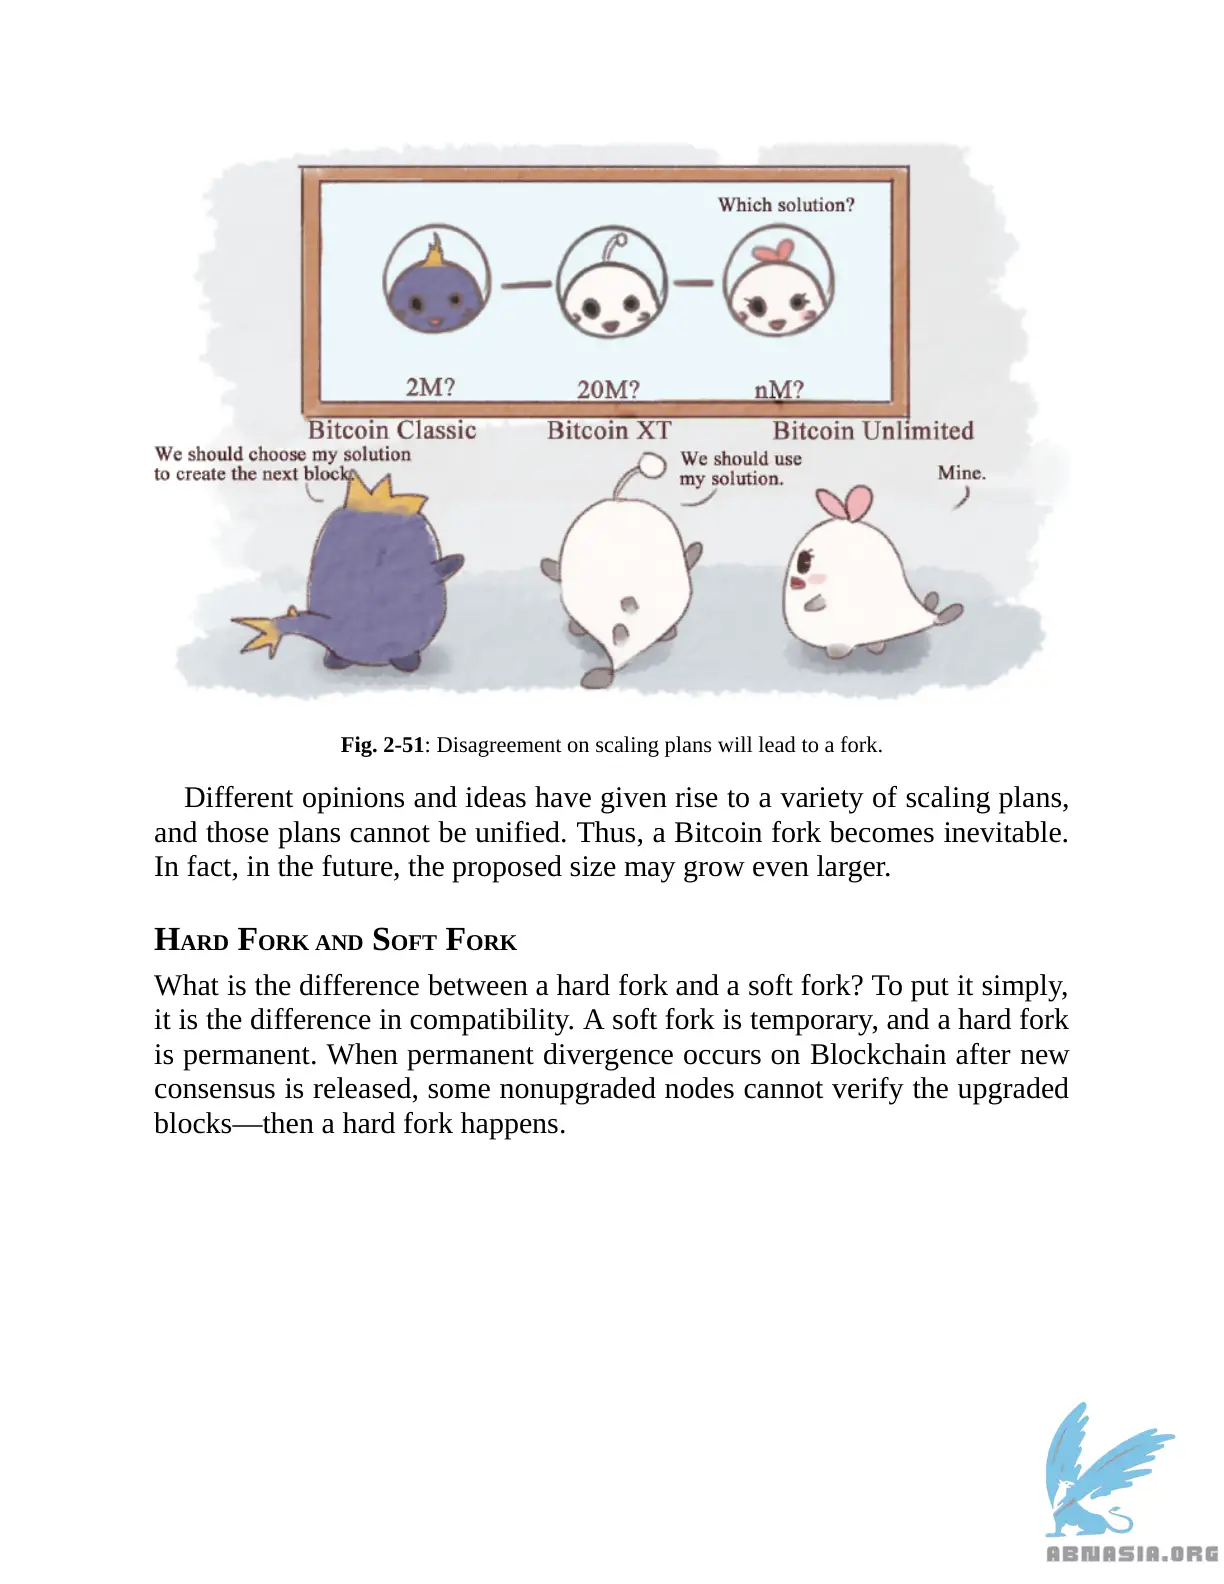 Which solution?
2M?
20M?
nM?
Bitcoin Classic
Bitcoin XT
Bitcoin Unlimited
We should choose my solution
to create the next block.
We should use
my solution.
Mine.
Fig. 2-51: Disagreement on scaling plans will lead to a fork.
Different opinions and ideas have given rise to a variety of scaling plans,
and those plans cannot be unified. Thus, a Bitcoin fork becomes inevitable.
In fact, in the future, the proposed size may grow even larger.
HARD FORK AND SOFT FORK
What is the difference between a hard fork and a soft fork? To put it simply,
it is the difference in compatibility. A soft fork is temporary, and a hard fork
is permanent. When permanent divergence occurs on Blockchain after new
consensus is released, some nonupgraded nodes cannot verify the upgraded
blocks—then a hard fork happens.
ABNASIA.ORG